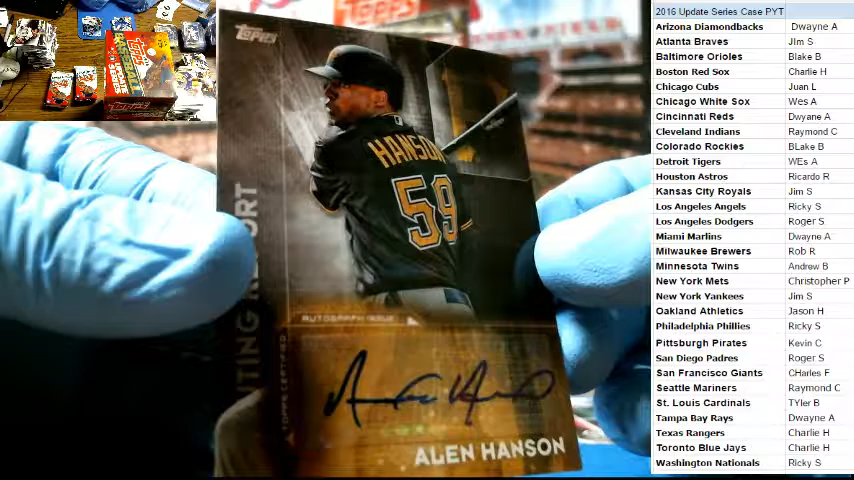 Topps
HANSON
59
NTING REPORT
AUTOGRAPH ISSUE
TOPPS CERTIFIED
ALEN HANSON
Topps
BASEBALL
2016 Update Series Case PYT
Arizona Diamondbacks Dwayne A
Atlanta Braves Jim S
Baltimore Orioles Blake B
Boston Red Sox Charlie H
Chicago Cubs Juan L
Chicago White Sox Wes A
Cincinnati Reds Dwyane A
Cleveland Indians Raymond C
Colorado Rockies BLake B
Detroit Tigers WEs A
Houston Astros Ricardo R
Kansas City Royals Jim S
Los Angeles Angels Ricky S
Los Angeles Dodgers Roger S
Miami Marlins Dwayne A
Milwaukee Brewers Rob R
Minnesota Twins Andrew B
New York Mets Christopher P
New York Yankees Jim S
Oakland Athletics Jason H
Philadelphia Phillies Ricky S
Pittsburgh Pirates Kevin C
San Diego Padres Roger S
San Francisco Giants CHarles F
Seattle Mariners Raymond C
St. Louis Cardinals TYler B
Tampa Bay Rays Dwayne A
Texas Rangers Charlie H
Toronto Blue Jays Charlie H
Washington Nationals Ricky S